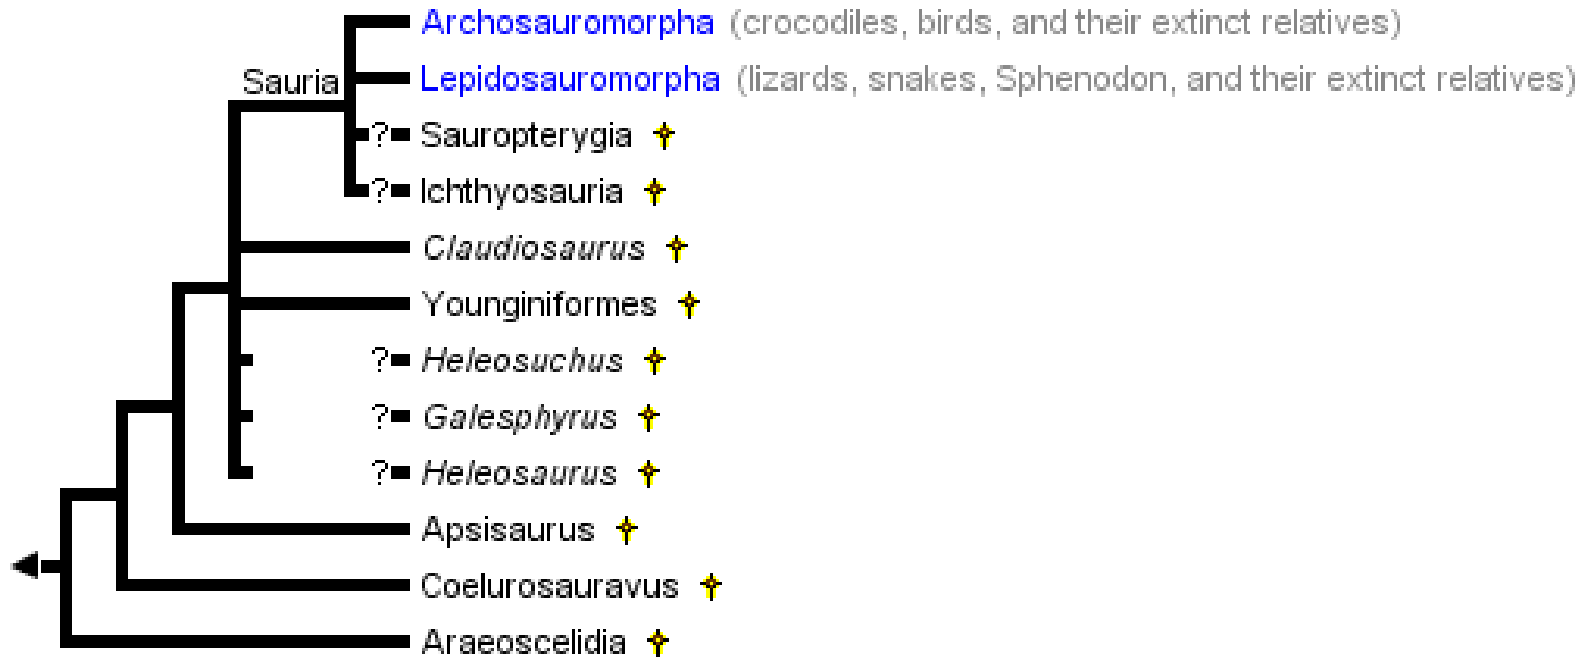 Archosauromorpha (crocodiles, birds, and their extinct relatives)
Sauria
Lepidosauromorpha (lizards, snakes, Sphenodon, and their extinct relatives)
? Sauropterygia †
? Ichthyosauria †
Claudiosaurus †
Younginiformes †
? Heleosuchus †
? Galesphyrus †
? Heleosaurus †
Apsisaurus †
Coelurosauravus †
Araeoscelidia †